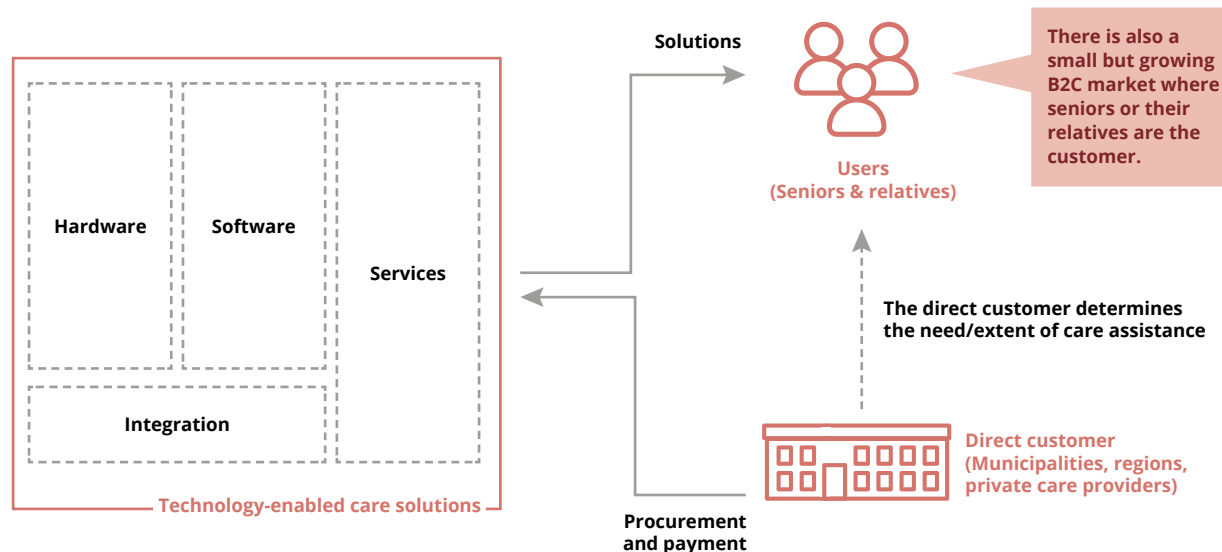 Hardware
Software
Services
Integration
Technology-enabled care solutions
Solutions
Users
(Seniors & relatives)
There is also a
small but growing
B2C market where
seniors or their
relatives are the
customer.
The direct customer determines
the need/extent of care assistance
Direct customer
(Municipalities, regions,
private care providers)
Procurement
and payment